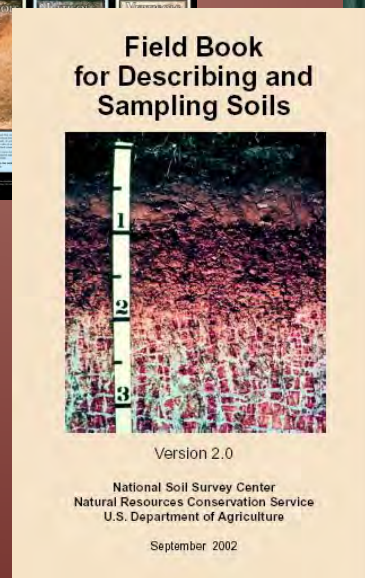 Field Book
for Describing and
Sampling Soils
1
2
3
Version 2.0
National Soil Survey Center
Natural Resources Conservation Service
U.S. Department of Agriculture
September 2002